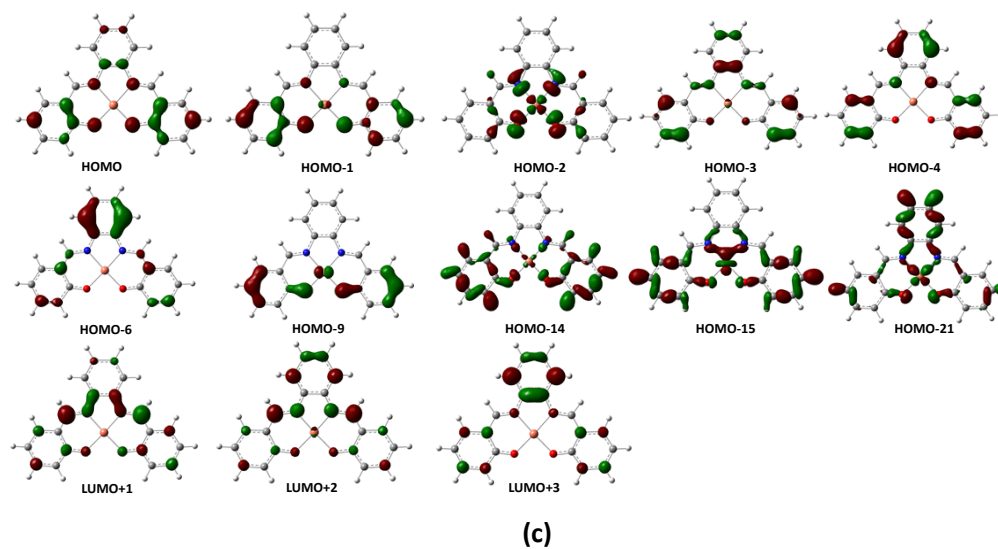 HOMO HOMO-1 HOMO-2 HOMO-3 HOMO-4
HOMO-6 HOMO-9 HOMO-14 HOMO-15 HOMO-21
LUMO+1 LUMO+2 LUMO+3
(c)